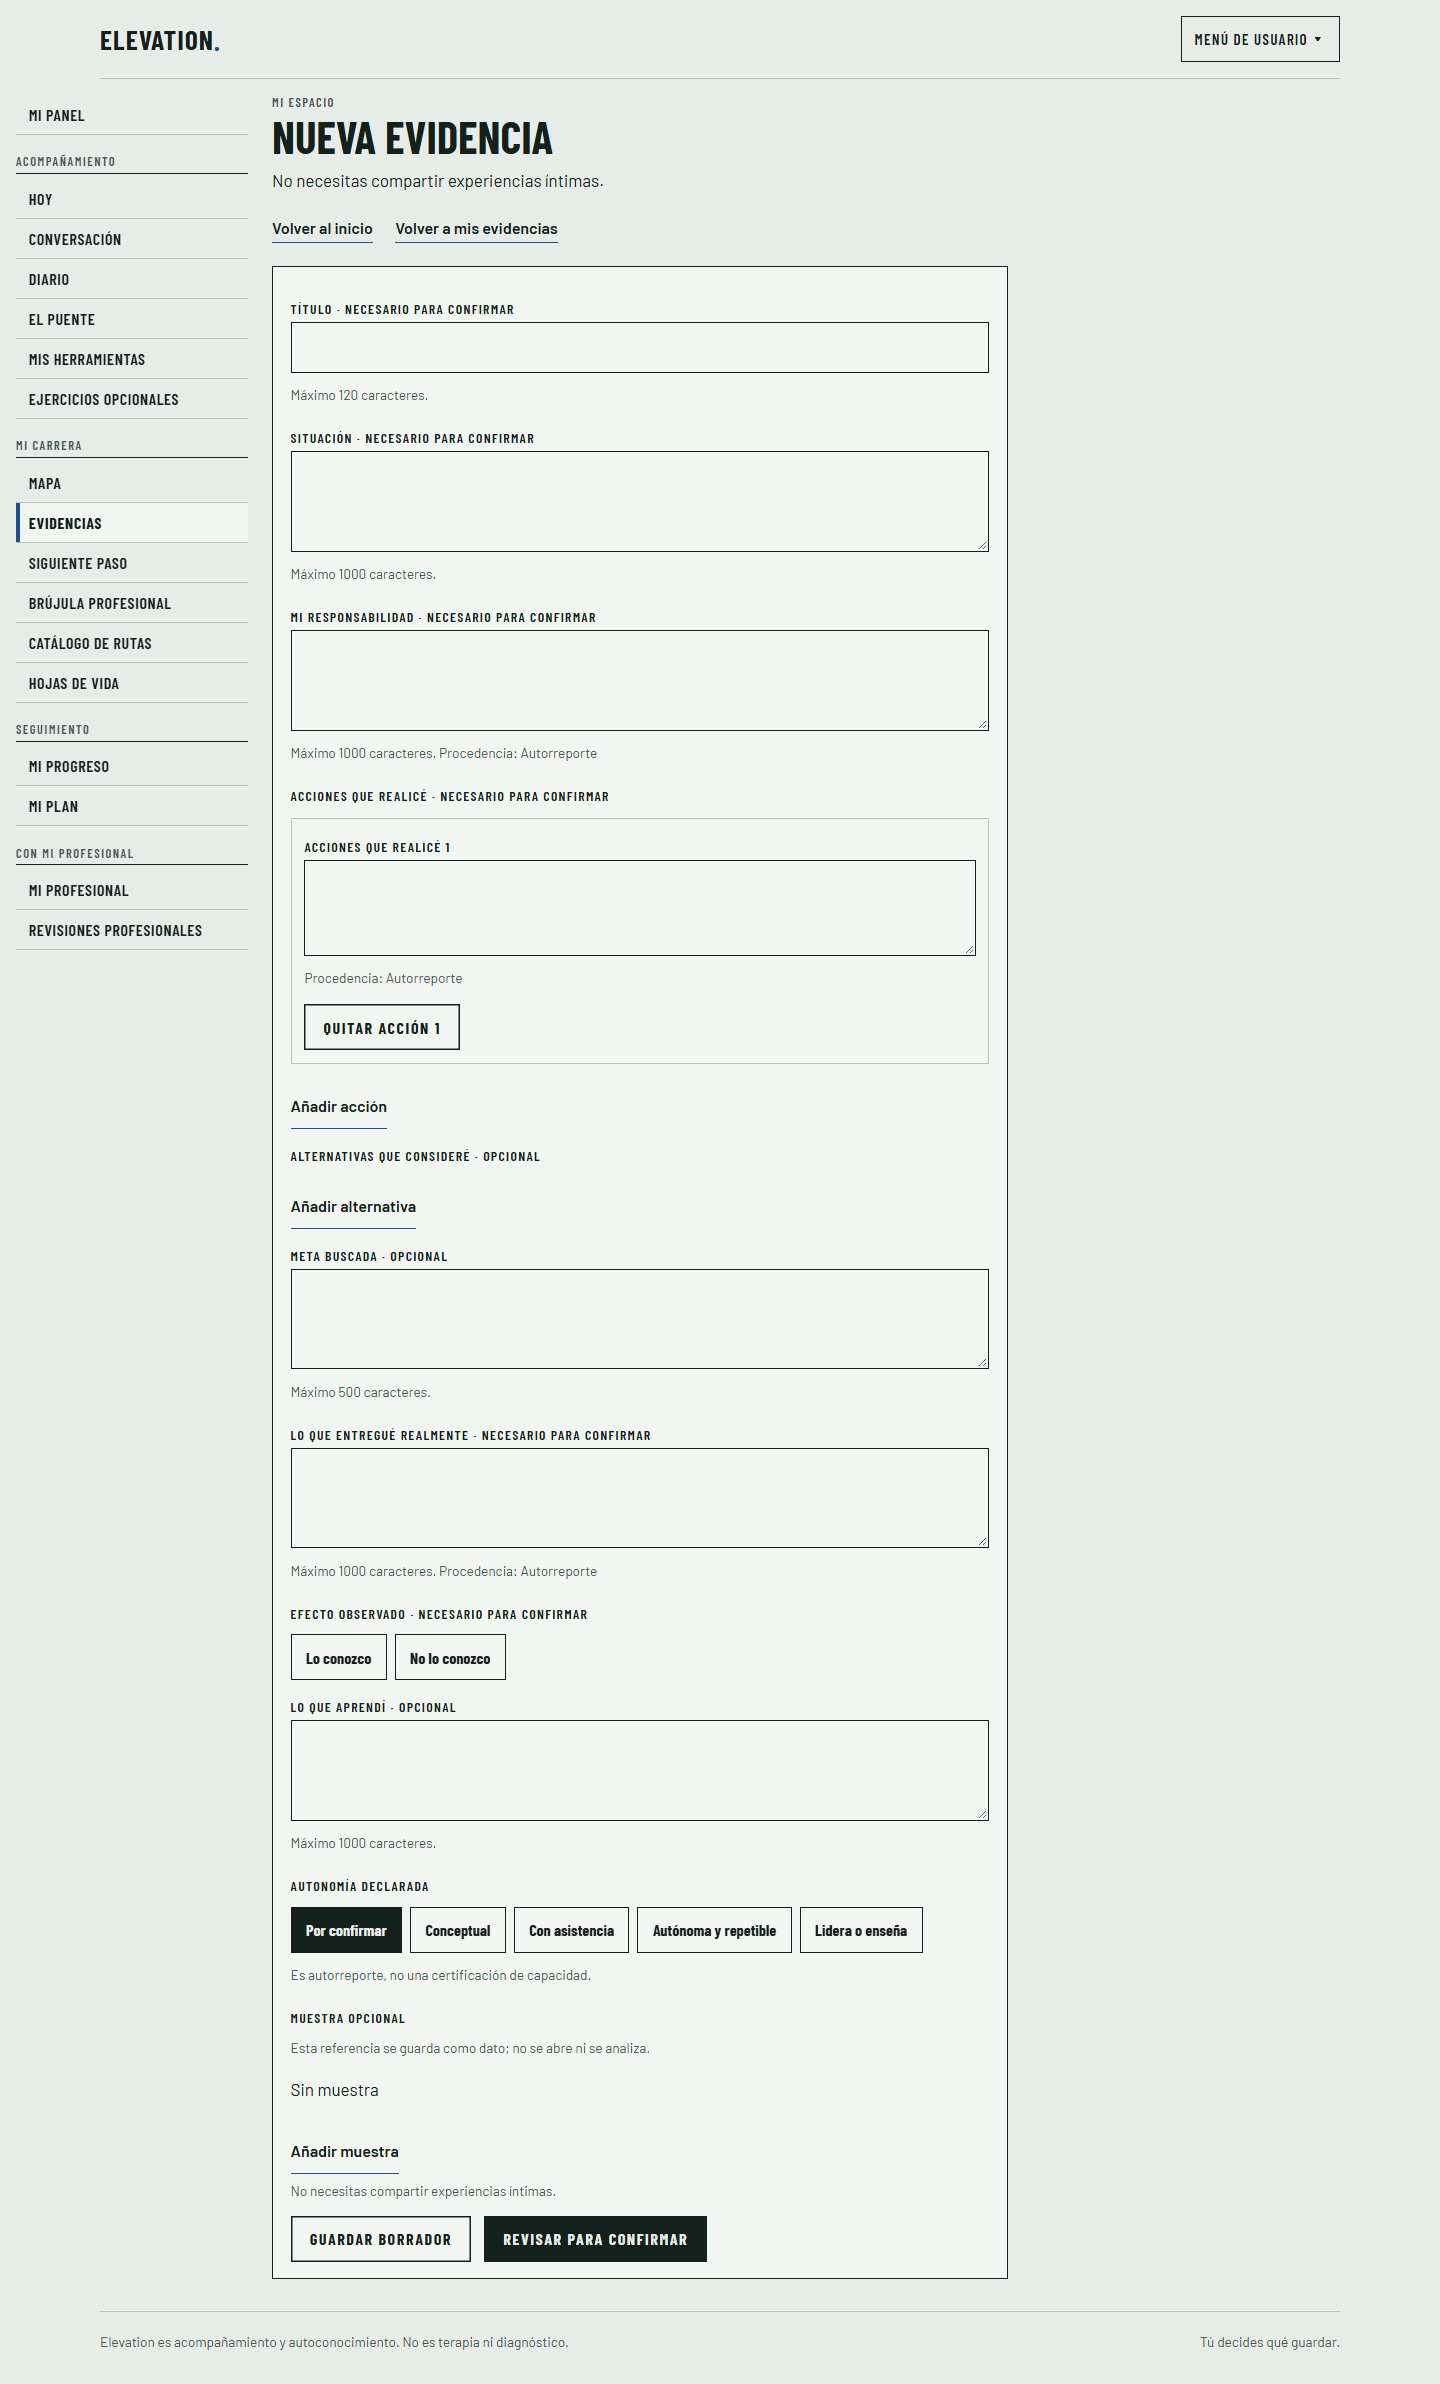 ELEVATION.
MENÚ DE USUARIO
MI PANEL
ACOMPAÑAMIENTO
HOY
CONVERSACIÓN
DIARIO
EL PUENTE
MIS HERRAMIENTAS
EJERCICIOS OPCIONALES
MI CARRERA
MAPA
EVIDENCIAS
SIGUIENTE PASO
BRÚJULA PROFESIONAL
CATÁLOGO DE RUTAS
HOJAS DE VIDA
SEGUIMIENTO
MI PROGRESO
MI PLAN
CON MI PROFESIONAL
MI PROFESIONAL
REVISIONES PROFESIONALES
MI ESPACIO
NUEVA EVIDENCIA
No necesitas compartir experiencias íntimas.
Volver al inicio Volver a mis evidencias
TÍTULO · NECESARIO PARA CONFIRMAR
Máximo 120 caracteres.
SITUACIÓN · NECESARIO PARA CONFIRMAR
Máximo 1000 caracteres.
MI RESPONSABILIDAD · NECESARIO PARA CONFIRMAR
Máximo 1000 caracteres. Procedencia: Autorreporte
ACCIONES QUE REALICÉ · NECESARIO PARA CONFIRMAR
ACCIONES QUE REALICÉ 1
Procedencia: Autorreporte
QUITAR ACCIÓN 1
Añadir acción
ALTERNATIVAS QUE CONSIDERÉ · OPCIONAL
Añadir alternativa
META BUSCADA · OPCIONAL
Máximo 500 caracteres.
LO QUE ENTREGUÉ REALMENTE · NECESARIO PARA CONFIRMAR
Máximo 1000 caracteres. Procedencia: Autorreporte
EFECTO OBSERVADO · NECESARIO PARA CONFIRMAR
Lo conozco No lo conozco
LO QUE APRENDÍ · OPCIONAL
Máximo 1000 caracteres.
AUTONOMÍA DECLARADA
Por confirmar Conceptual Con asistencia Autónoma y repetible Lidera o enseña
Es autorreporte, no una certificación de capacidad.
MUESTRA OPCIONAL
Esta referencia se guarda como dato; no se abre ni se analiza.
Sin muestra
Añadir muestra
No necesitas compartir experiencias íntimas.
GUARDAR BORRADOR REVISAR PARA CONFIRMAR
Elevation es acompañamiento y autoconocimiento. No es terapia ni diagnóstico.
Tú decides qué guardar.